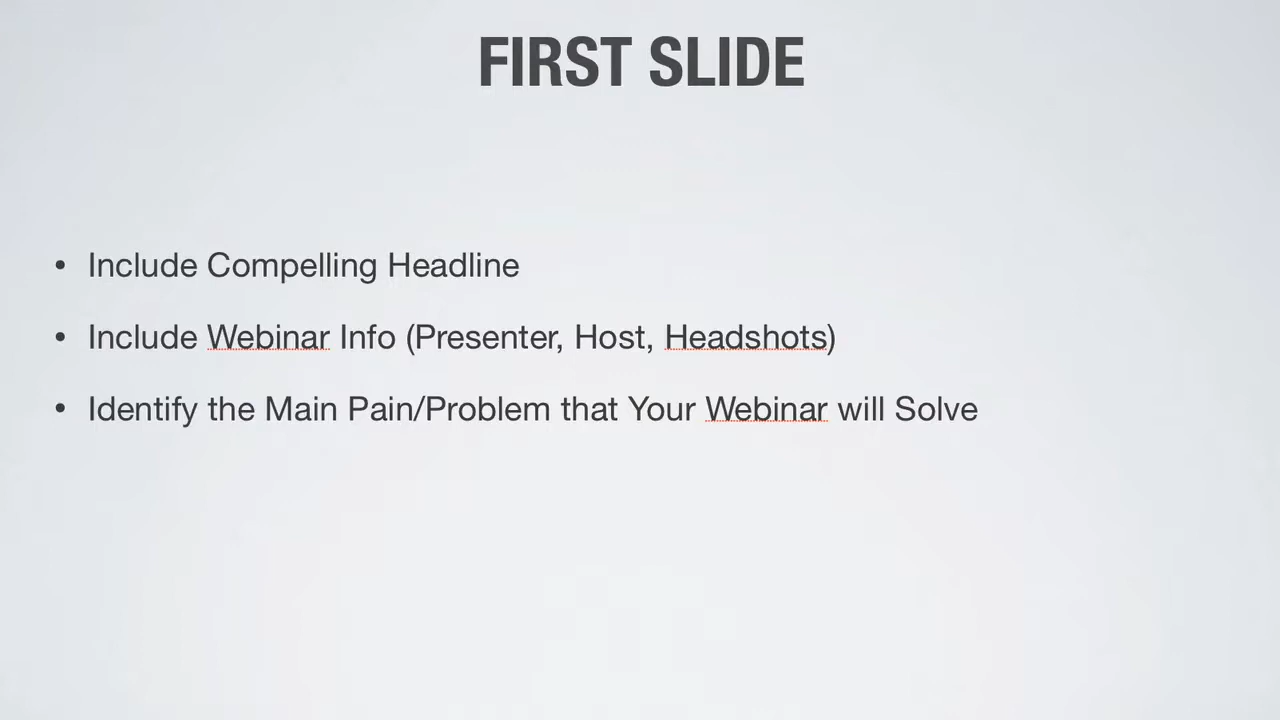 FIRST SLIDE
• Include Compelling Headline
• Include Webinar Info (Presenter, Host, Headshots)
• Identify the Main Pain/Problem that Your Webinar will Solve